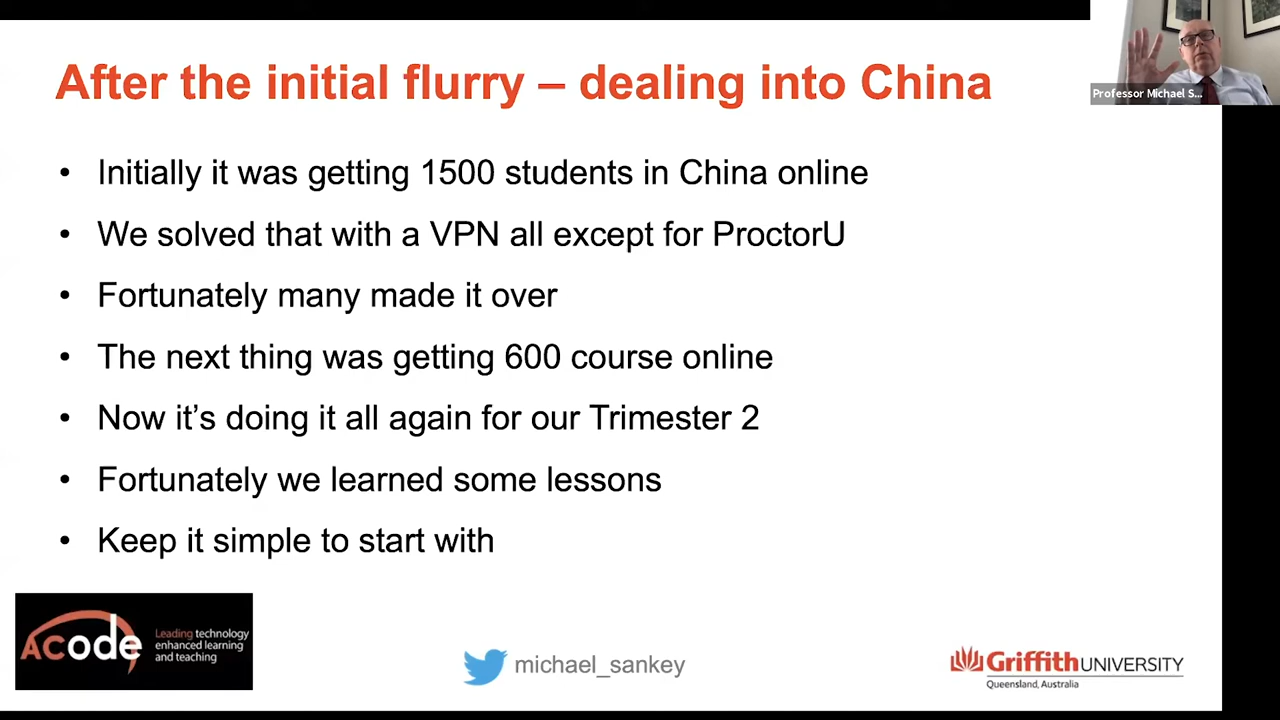 After the initial flurry – dealing into China
Professor Michael S...
• Initially it was getting 1500 students in China online
• We solved that with a VPN all except for ProctorU
• Fortunately many made it over
• The next thing was getting 600 course online
• Now it’s doing it all again for our Trimester 2
• Fortunately we learned some lessons
• Keep it simple to start with
ACode
Leading technology
enhanced learning
and teaching
michael_sankey
Griffith UNIVERSITY
Queensland, Australia